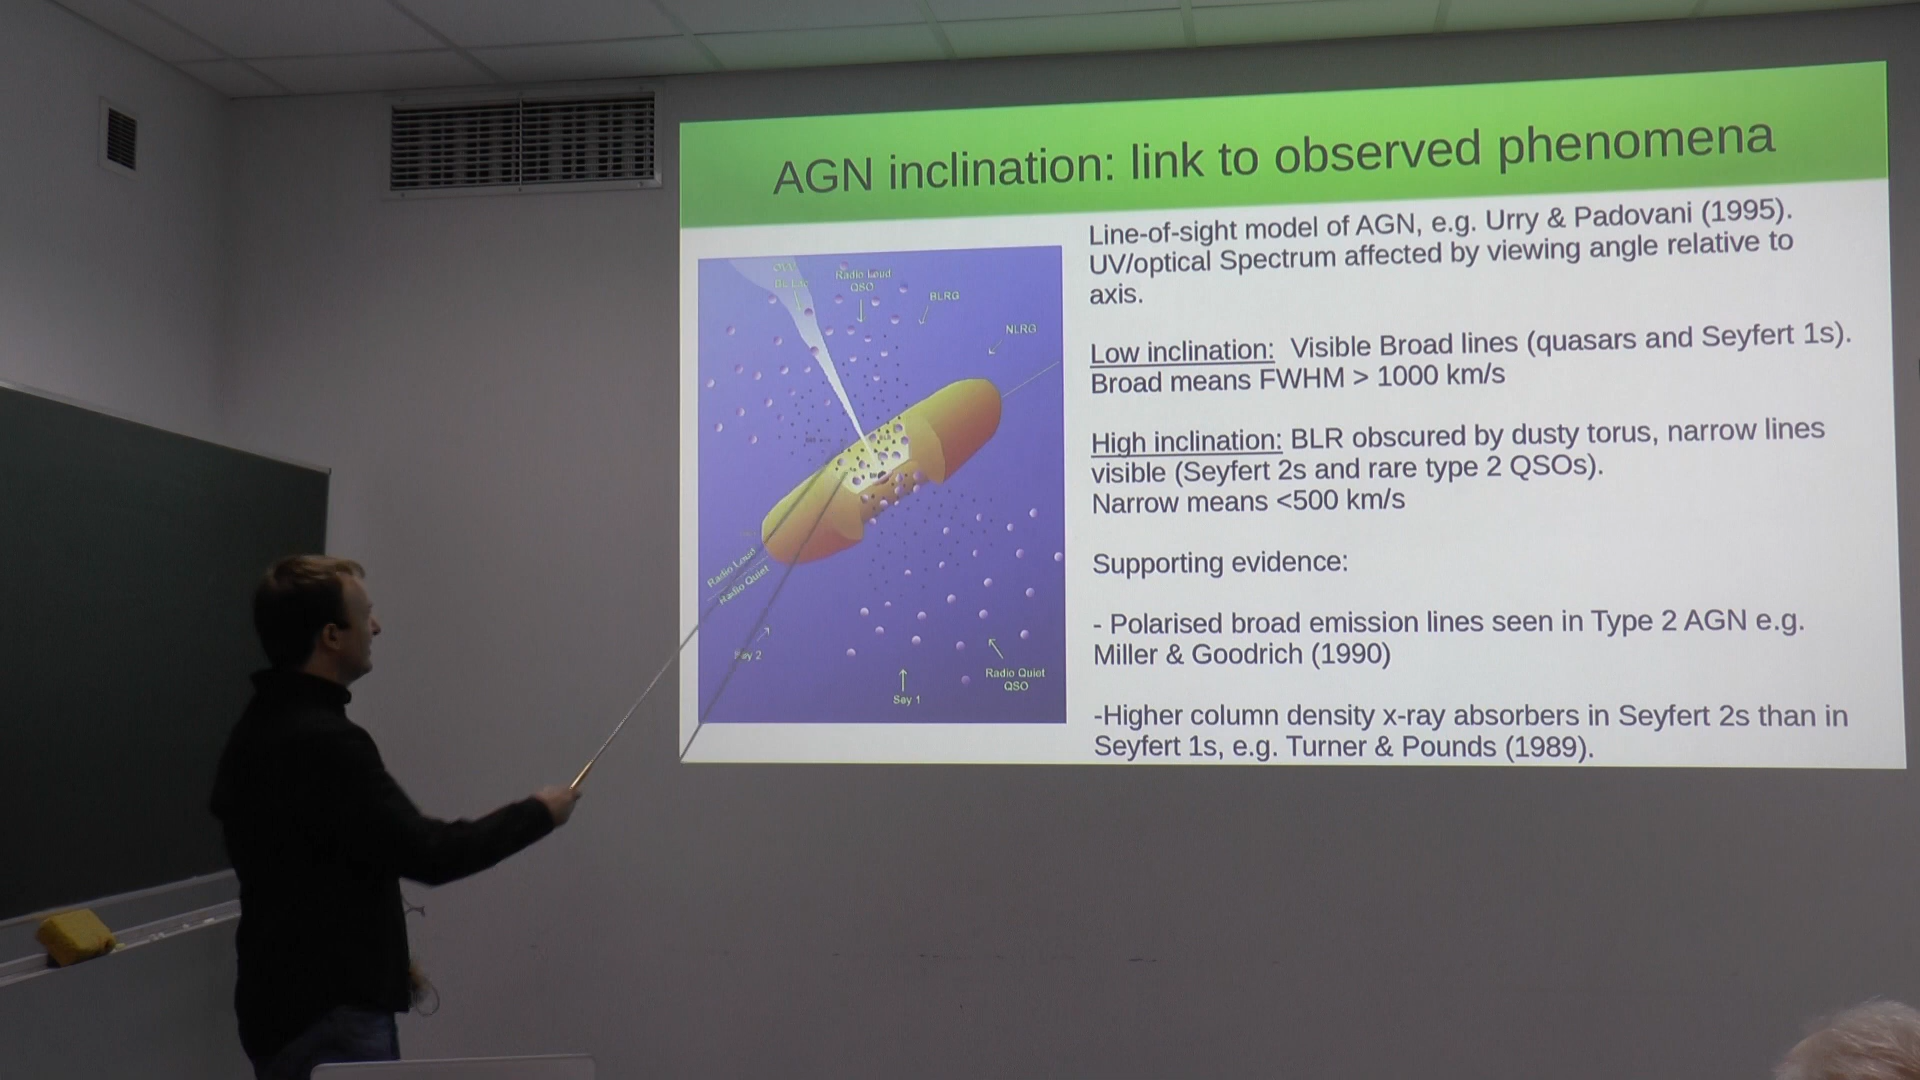 AGN inclination: link to observed phenomena
Line-of-sight model of AGN, e.g. Urry & Padovani (1995).
UV/optical Spectrum affected by viewing angle relative to
axis.
Low inclination: Visible Broad lines (quasars and Seyfert 1s).
Broad means FWHM > 1000 km/s
High inclination: BLR obscured by dusty torus, narrow lines
visible (Seyfert 2s and rare type 2 QSOs).
Narrow means <500 km/s
Supporting evidence:
- Polarised broad emission lines seen in Type 2 AGN e.g.
Miller & Goodrich (1990)
-Higher column density x-ray absorbers in Seyfert 2s than in
Seyfert 1s, e.g. Turner & Pounds (1989).
Radio Loud
QSO
BLRG
NLRG
Radio Loud
Radio Quiet
Sey 1
Radio Quiet
QSO